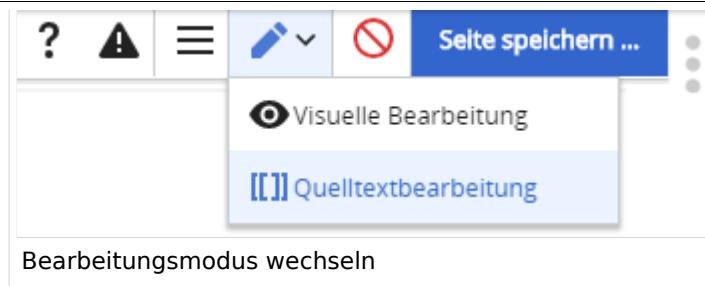 ? Seite speichern ...
Visuelle Bearbeitung
[[]] Quelltextbearbeitung
Bearbeitungsmodus wechseln